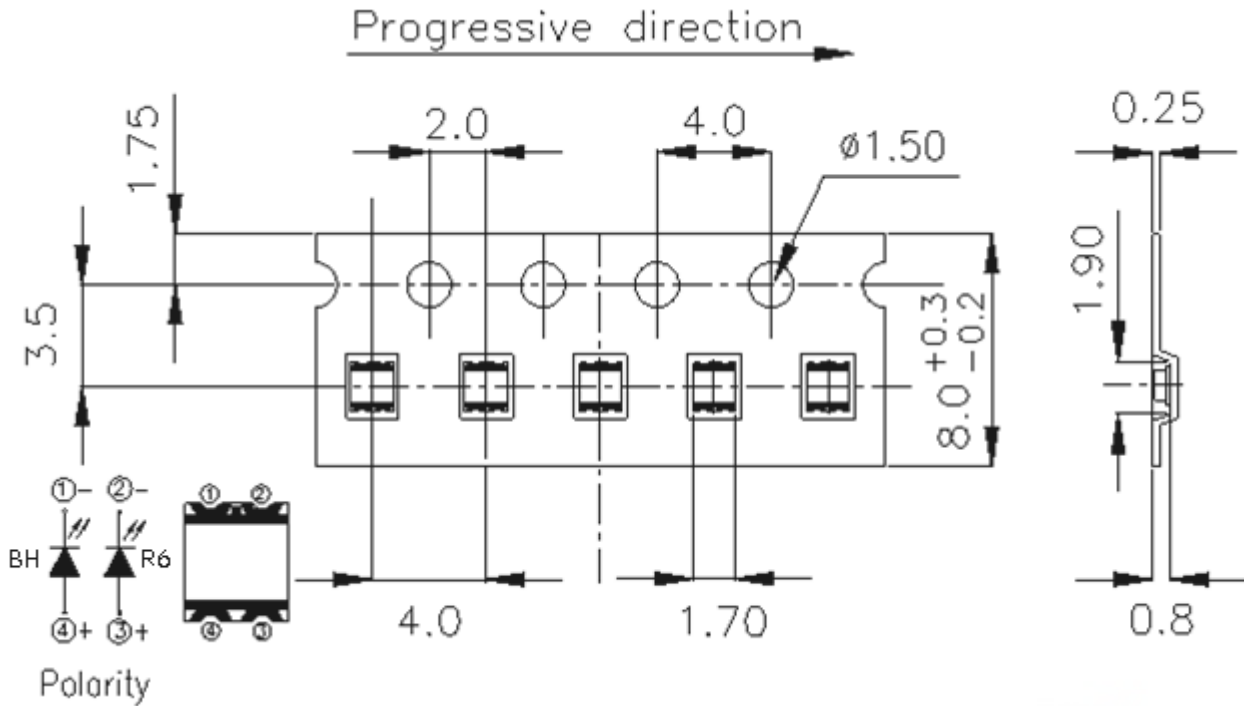 Progressive direction
1.75
2.0
4.0
ø1.50
0.25
3.5
8.0 +0.3 -0.2
1.90
①- ②-
① ②
BH R6
④+ ③+
④ ③
4.0
1.70
0.8
Polarity